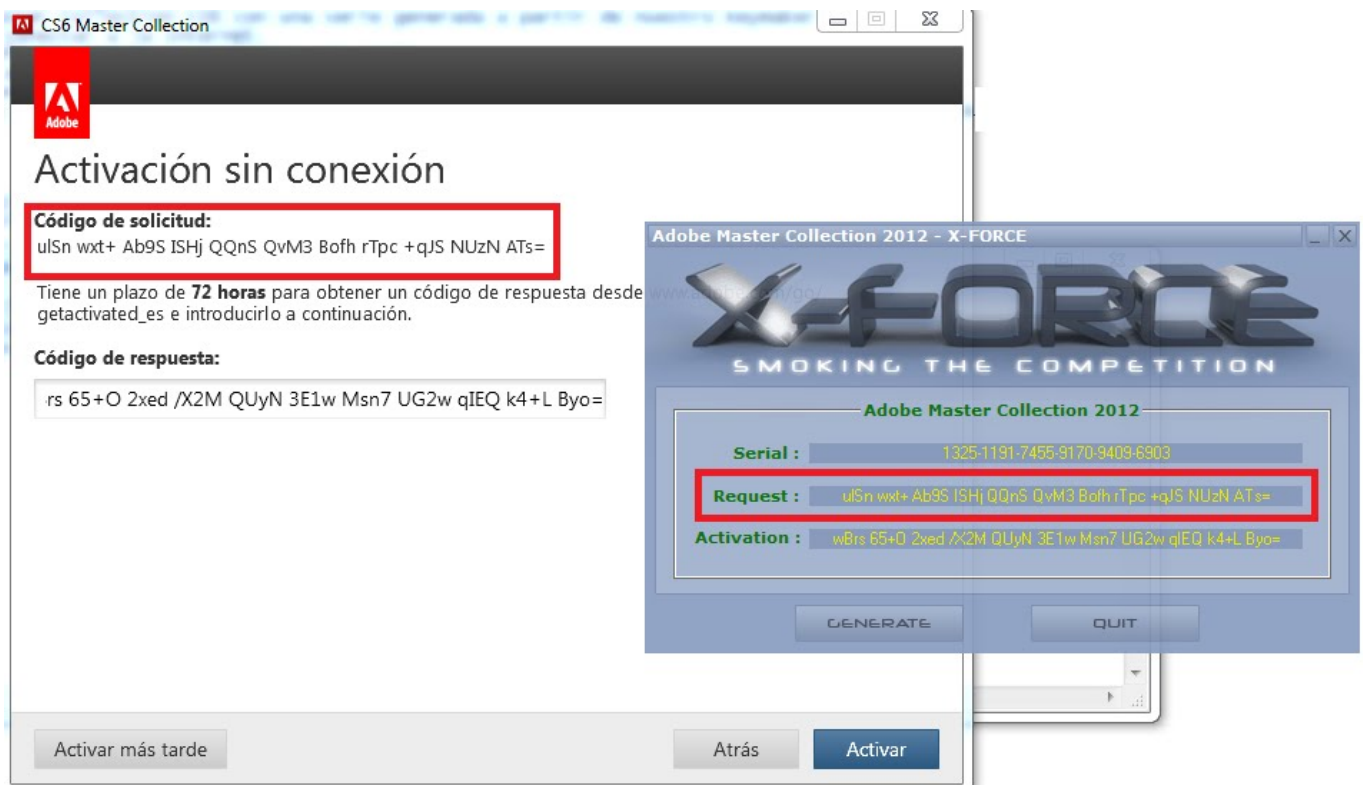 CS6 Master Collection
Adobe
Activación sin conexión
Código de solicitud:
ulSn wxt+ Ab9S ISHj QQnS QvM3 Bofh rTpc +qJS NUzN ATs=
Tiene un plazo de 72 horas para obtener un código de respuesta desde www.adobe.com/go/
getactivated_es e introducirlo a continuación.
Código de respuesta:
rs 65+O 2xed /X2M QUyN 3E1w Msn7 UG2w qIEQ k4+L Byo=
Activar más tarde
Atrás
Activar
Adobe Master Collection 2012 - X-FORCE
X-FORCE
SMOKING THE COMPETITION
Adobe Master Collection 2012
Serial : 1325-1191-7455-9170-9409-6903
Request : ulSn wxt+ Ab9S ISHj QQnS QvM3 Bofh rTpc +qJS NUzN ATs=
Activation : wBrs 65+O 2xed /X2M QUyN 3E1w Msn7 UG2w qIEQ k4+L Byo=
GENERATE
QUIT